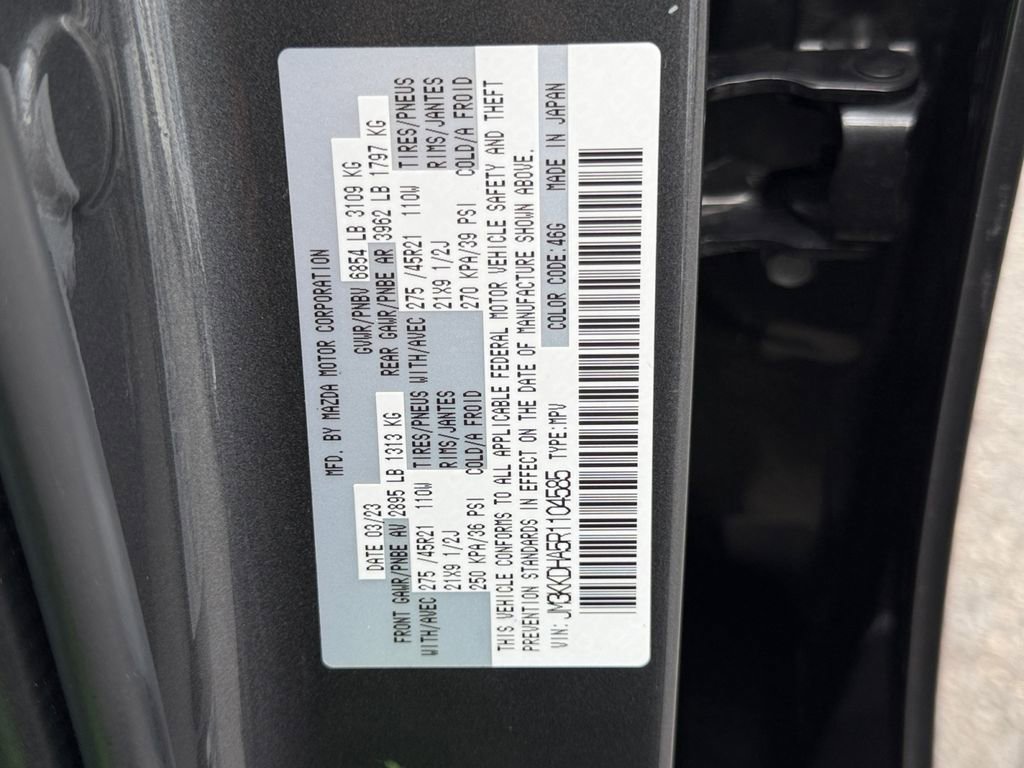 MFD. BY MAZDA MOTOR CORPORATION
DATE 03/23 GVWR/PNBV 6854 LB 3109 KG
FRONT GAWR/PNBE AV 2895 LB 1313 KG REAR GAWR/PNBE AR 3962 LB 1797 KG
WITH/AVEC 275 /45R21 110W TIRES/PNEUS WITH/AVEC 275 /45R21 110W TIRES/PNEUS
21X9 1/2J RIMS/JANTES 21X9 1/2J RIMS/JANTES
250 KPA/36 PSI COLD/A FROID 270 KPA/39 PSI COLD/A FROID
THIS VEHICLE CONFORMS TO ALL APPLICABLE FEDERAL MOTOR VEHICLE SAFETY AND THEFT
PREVENTION STANDARDS IN EFFECT ON THE DATE OF MANUFACTURE SHOWN ABOVE.
VIN: JM3KKDHA5R1104585 TYPE:MPV COLOR CODE 46G MADE IN JAPAN